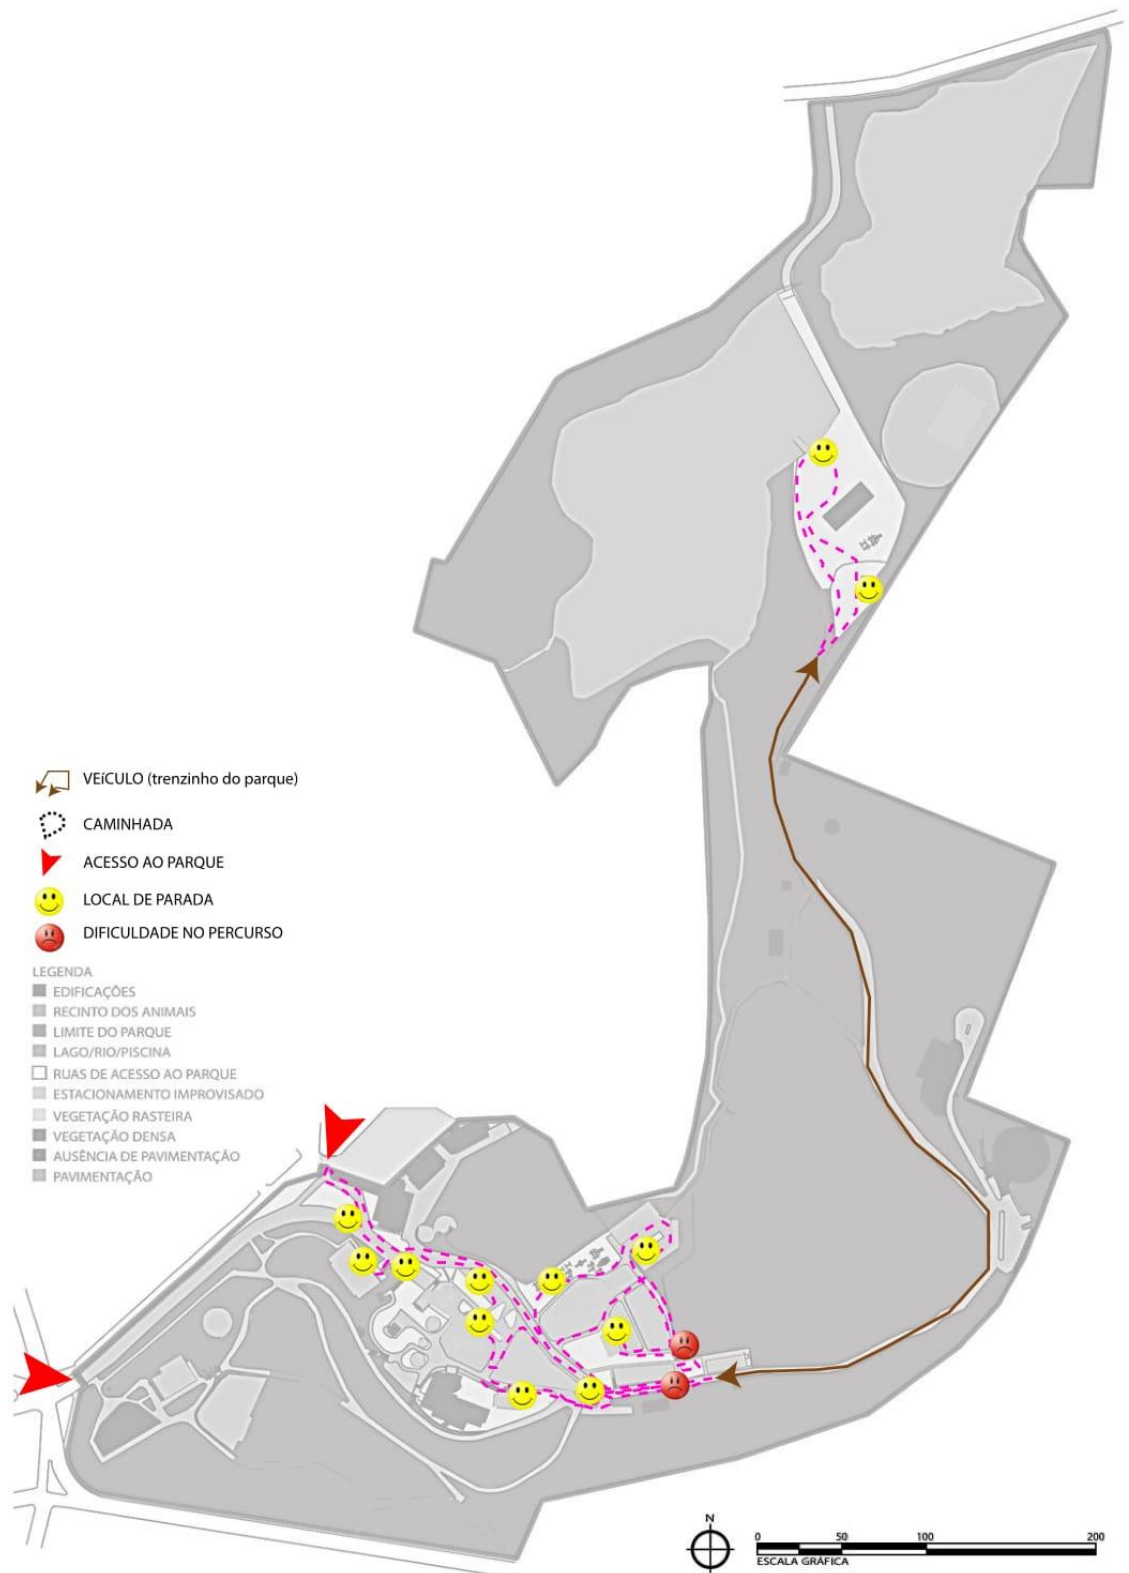 VEíCULO (trenzinho do parque)
CAMINHADA
ACESSO AO PARQUE
LOCAL DE PARADA
DIFICULDADE NO PERCURSO
LEGENDA
EDIFICAÇÕES
RECINTO DOS ANIMAIS
LIMITE DO PARQUE
LAGO/RIO/PISCINA
RUAS DE ACESSO AO PARQUE
ESTACIONAMENTO IMPROVISADO
VEGETAÇÃO RASTEIRA
VEGETAÇÃO DENSA
AUSÊNCIA DE PAVIMENTAÇÃO
PAVIMENTAÇÃO
N
0 50 100 200
ESCALA GRÁFICA